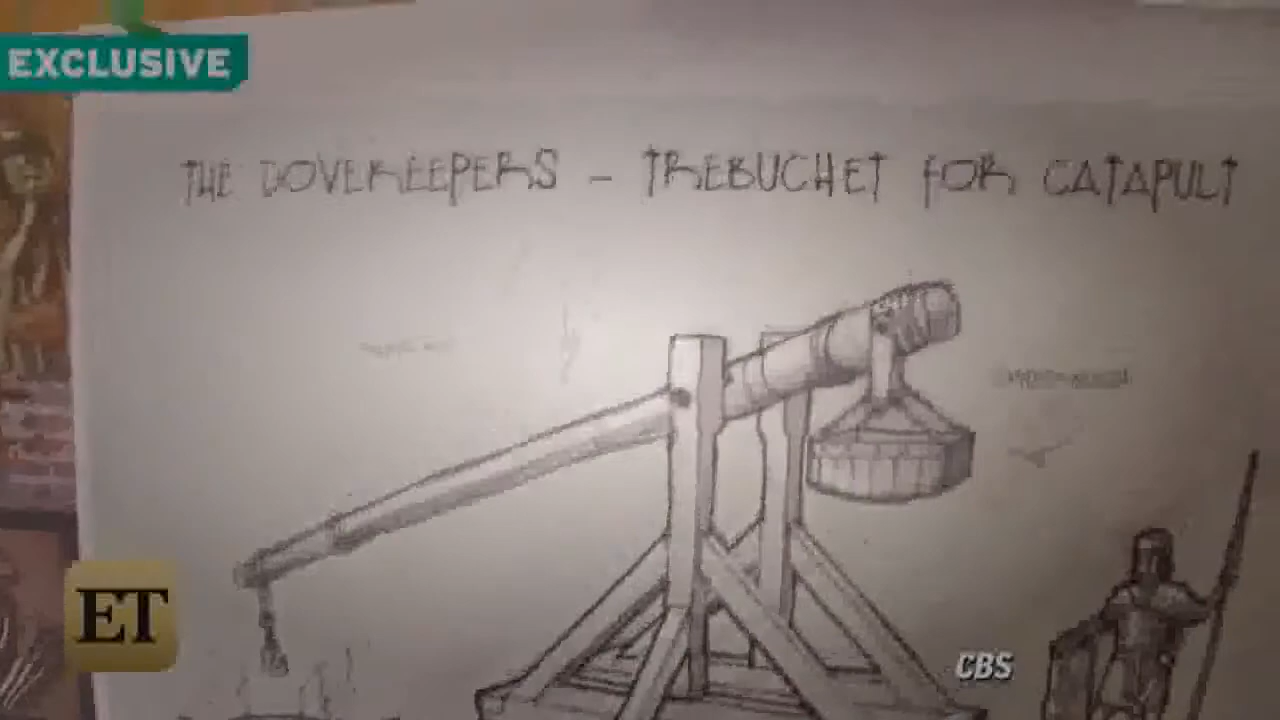 EXCLUSIVE
THE DOVEKEEPERS – TREBUCHET FOR CATAPULT
ET
CBS